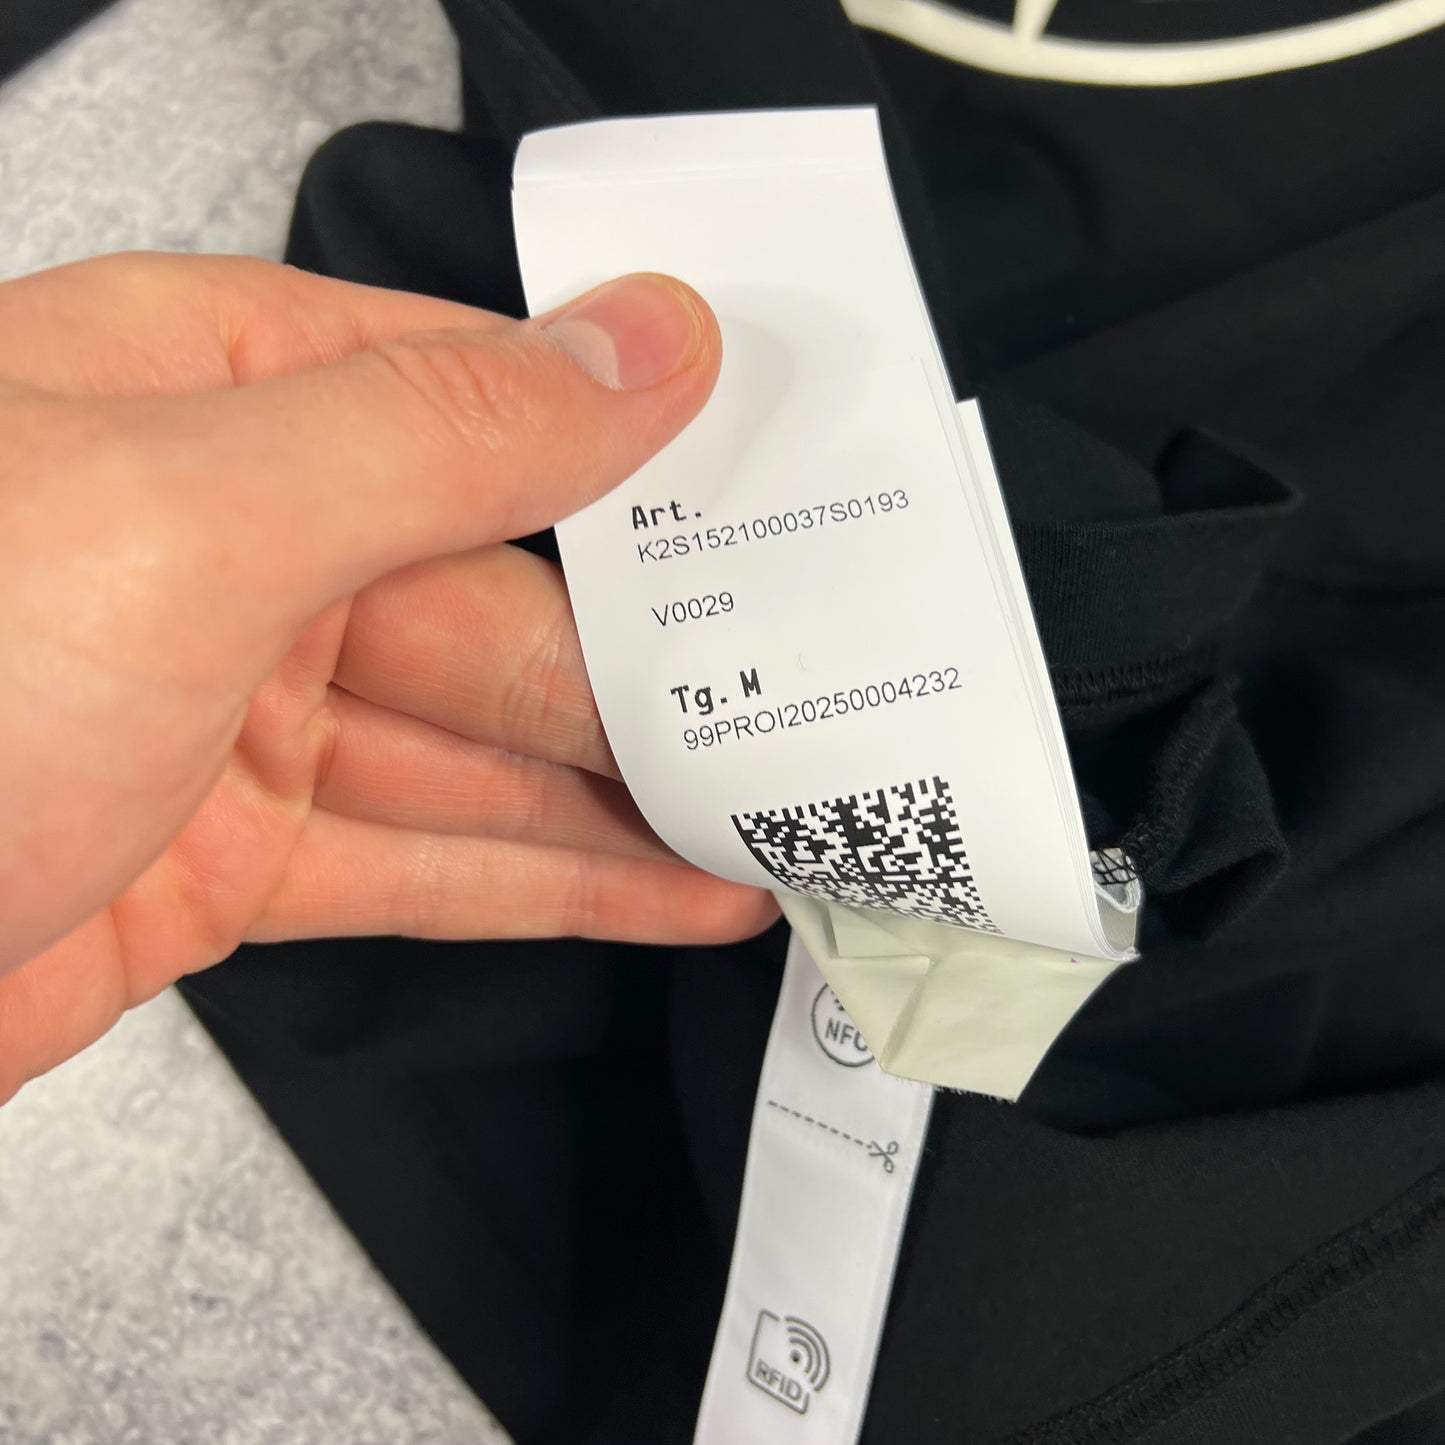 Art.
K2S152100037S0193
V0029
Tg. M
99PROI20250004232
NFC
RFID